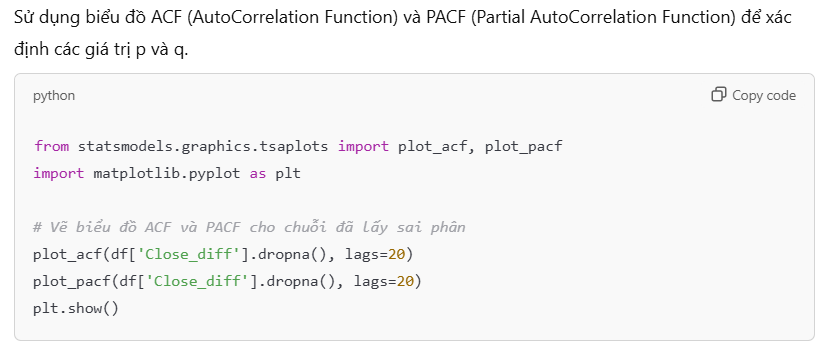 Sử dụng biểu đồ ACF (AutoCorrelation Function) và PACF (Partial AutoCorrelation Function) để xác
định các giá trị p và q.
python
Copy code
from statsmodels.graphics.tsaplots import plot_acf, plot_pacf
import matplotlib.pyplot as plt
# Vẽ biểu đồ ACF và PACF cho chuỗi đã lấy sai phân
plot_acf(df['Close_diff'].dropna(), lags=20)
plot_pacf(df['Close_diff'].dropna(), lags=20)
plt.show()